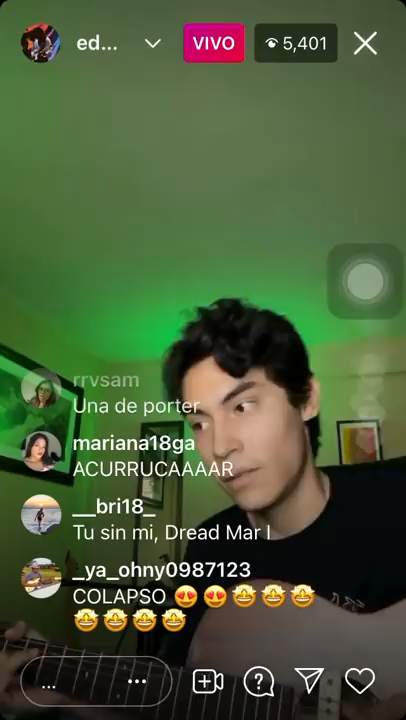 ed...
VIVO
5,401
rrvsam
Una de porter
mariana18ga
ACURRUCAAAAR
__bri18_
Tu sin mi, Dread Mar I
_ya_ohny0987123
COLAPSO 😍😍🤩🤩🤩
🤩🤩🤩🤩
...